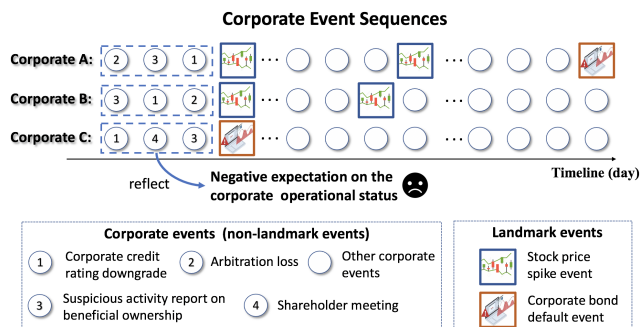 Corporate Event Sequences
Corporate A: 2 3 1 ... ...
Corporate B: 3 1 2 ... ...
Corporate C: 1 4 3 ... ...
Timeline (day)
reflect
Negative expectation on the
corporate operational status
Corporate events (non-landmark events)
1 Corporate credit
rating downgrade
2 Arbitration loss
Other corporate
events
3 Suspicious activity report on
beneficial ownership
4 Shareholder meeting
Landmark events
Stock price
spike event
Corporate bond
default event